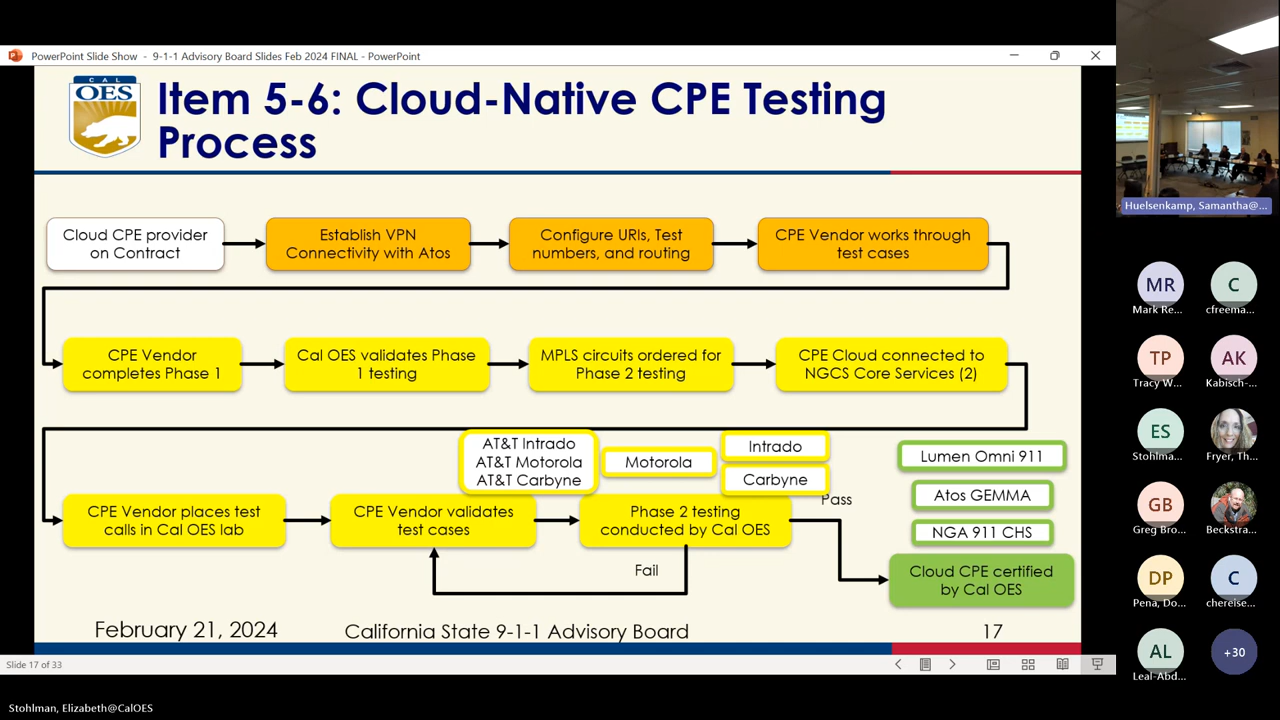 PowerPoint Slide Show - 9-1-1 Advisory Board Slides Feb 2024 FINAL - PowerPoint
CAL
OES
Item 5-6: Cloud-Native CPE Testing
Process
Cloud CPE provider
on Contract
Establish VPN
Connectivity with Atos
Configure URIs, Test
numbers, and routing
CPE Vendor works through
test cases
CPE Vendor
completes Phase 1
Cal OES validates Phase
1 testing
MPLS circuits ordered for
Phase 2 testing
CPE Cloud connected to
NGCS Core Services (2)
AT&T Intrado
AT&T Motorola
AT&T Carbyne
Motorola
Intrado
Carbyne
Lumen Omni 911
Atos GEMMA
NGA 911 CHS
CPE Vendor places test
calls in Cal OES lab
CPE Vendor validates
test cases
Phase 2 testing
conducted by Cal OES
Pass
Fail
Cloud CPE certified
by Cal OES
February 21, 2024
California State 9-1-1 Advisory Board
17
Slide 17 of 33
Stohlman, Elizabeth@CalOES
Huelsenkamp, Samantha@...
MR
Mark Re...
C
cfreema...
TP
Tracy W...
AK
Kabisch-...
ES
Stohlma...
Fryer, Th...
GB
Greg Bro...
Beckstra...
DP
Pena, Do...
C
chereise...
AL
Leal-Abd...
+30